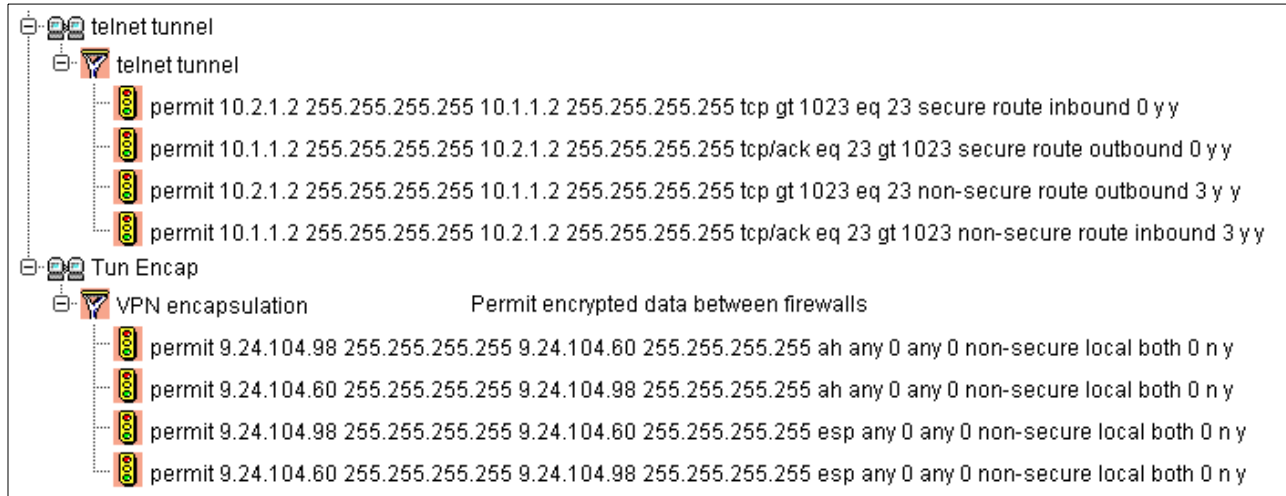 telnet tunnel
telnet tunnel
permit 10.2.1.2 255.255.255.255 10.1.1.2 255.255.255.255 tcp gt 1023 eq 23 secure route inbound 0 y y
permit 10.1.1.2 255.255.255.255 10.2.1.2 255.255.255.255 tcp/ack eq 23 gt 1023 secure route outbound 0 y y
permit 10.2.1.2 255.255.255.255 10.1.1.2 255.255.255.255 tcp gt 1023 eq 23 non-secure route outbound 3 y y
permit 10.1.1.2 255.255.255.255 10.2.1.2 255.255.255.255 tcp/ack eq 23 gt 1023 non-secure route inbound 3 y y
Tun Encap
VPN encapsulation Permit encrypted data between firewalls
permit 9.24.104.98 255.255.255.255 9.24.104.60 255.255.255.255 ah any 0 any 0 non-secure local both 0 n y
permit 9.24.104.60 255.255.255.255 9.24.104.98 255.255.255.255 ah any 0 any 0 non-secure local both 0 n y
permit 9.24.104.98 255.255.255.255 9.24.104.60 255.255.255.255 esp any 0 any 0 non-secure local both 0 n y
permit 9.24.104.60 255.255.255.255 9.24.104.98 255.255.255.255 esp any 0 any 0 non-secure local both 0 n y